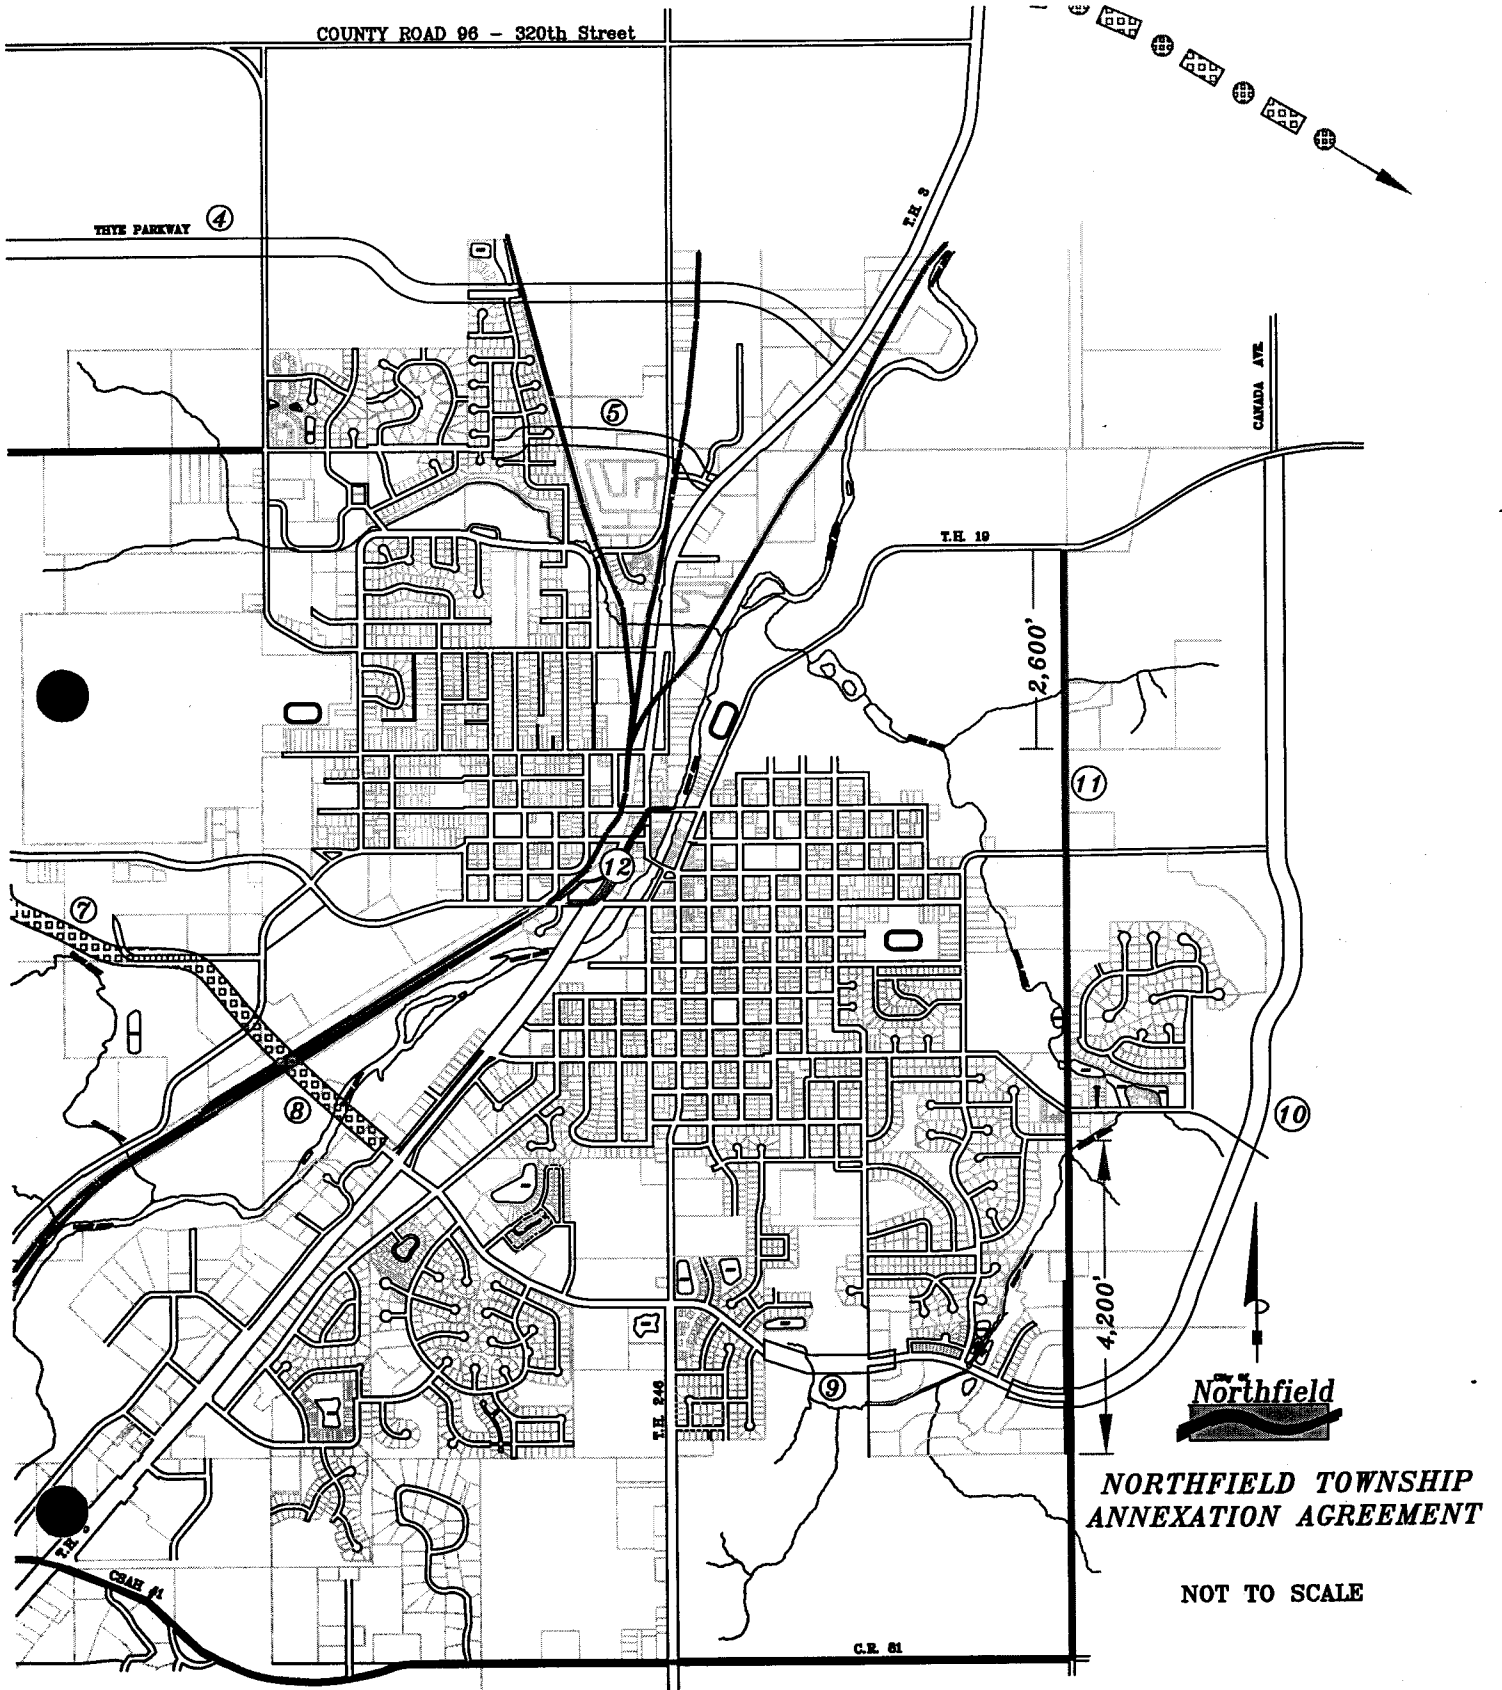 COUNTY ROAD 96 - 320th Street
T.H. 3
THYE PARKWAY
4
CANADA AVE.
5
T.H. 19
2,600'
11
12
7
8
10
4,200'
9
T.H. 246
City of
Northfield
NORTHFIELD TOWNSHIP
ANNEXATION AGREEMENT
CSAH #1
NOT TO SCALE
C.R. 81